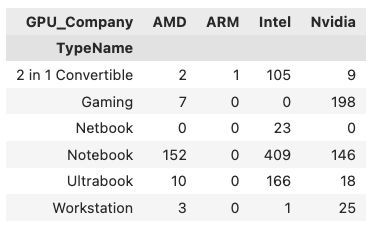 GPU_Company AMD ARM Intel Nvidia
TypeName
2 in 1 Convertible 2 1 105 9
Gaming 7 0 0 198
Netbook 0 0 23 0
Notebook 152 0 409 146
Ultrabook 10 0 166 18
Workstation 3 0 1 25